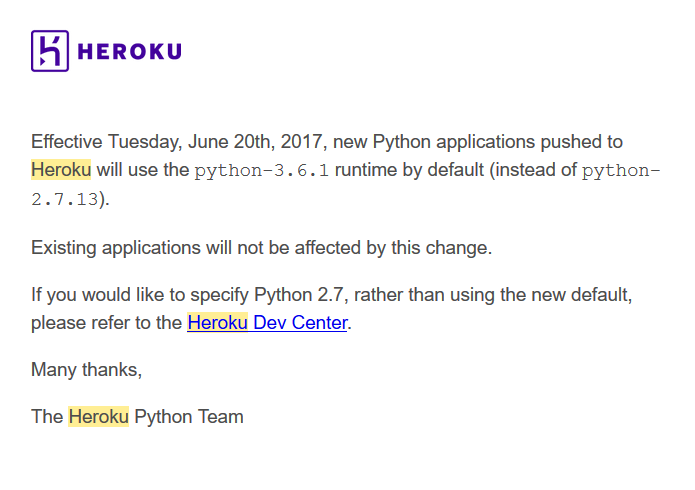 HEROKU
Effective Tuesday, June 20th, 2017, new Python applications pushed to
Heroku will use the python-3.6.1 runtime by default (instead of python-
2.7.13).
Existing applications will not be affected by this change.
If you would like to specify Python 2.7, rather than using the new default,
please refer to the Heroku Dev Center.
Many thanks,
The Heroku Python Team